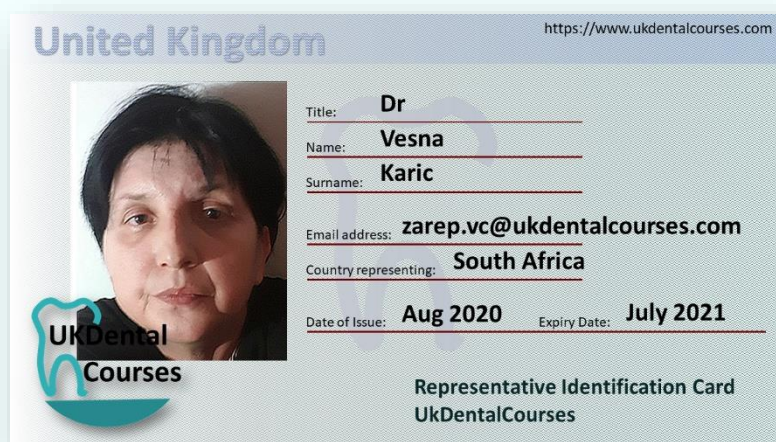 United Kingdom
https://www.ukdentalcourses.com
Title: Dr
Name: Vesna
Surname: Karic
Email address: zarep.vc@ukdentalcourses.com
Country representing: South Africa
Date of Issue: Aug 2020 Expiry Date: July 2021
UKDental
Courses
Representative Identification Card
UkDentalCourses